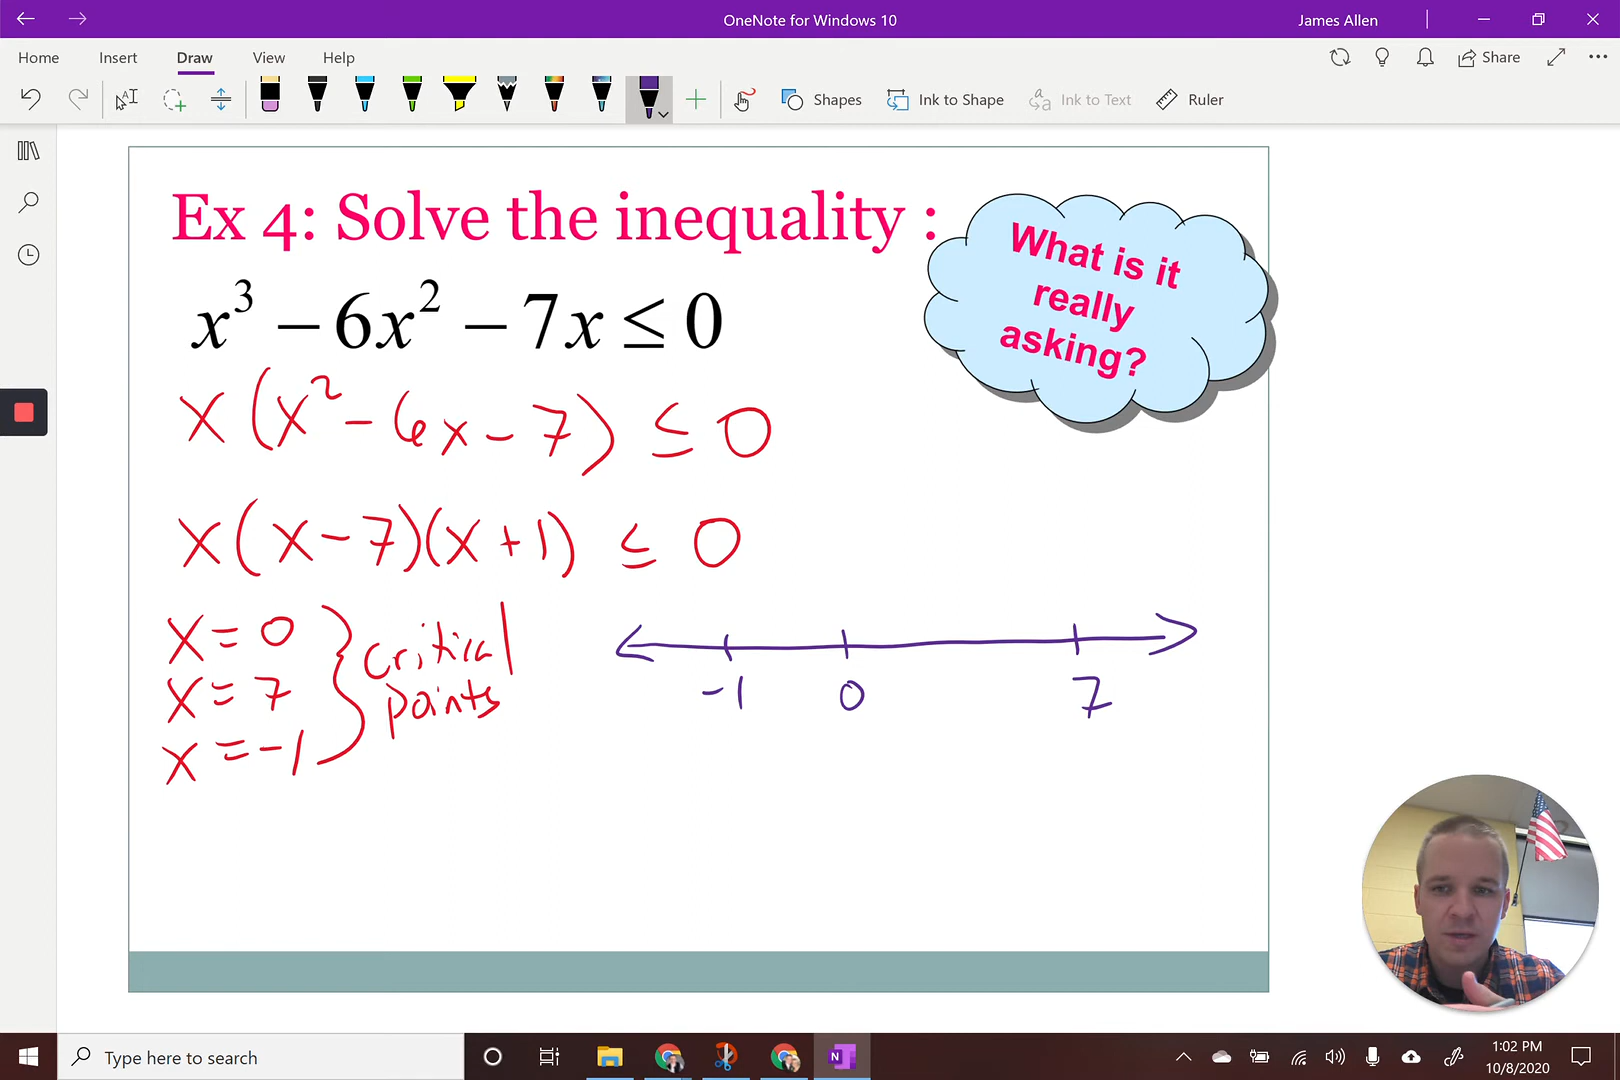 OneNote for Windows 10
James Allen
Home Insert Draw View Help
Share
Shapes Ink to Shape Ink to Text Ruler
Ex 4: Solve the inequality :
What is it
really
asking?
x³ − 6x² − 7x ≤ 0
x(x² − 6x − 7) ≤ 0
x(x − 7)(x + 1) ≤ 0
x = 0
x = 7
x = −1
critical
points
−1 0 7
Type here to search
1:02 PM
10/8/2020